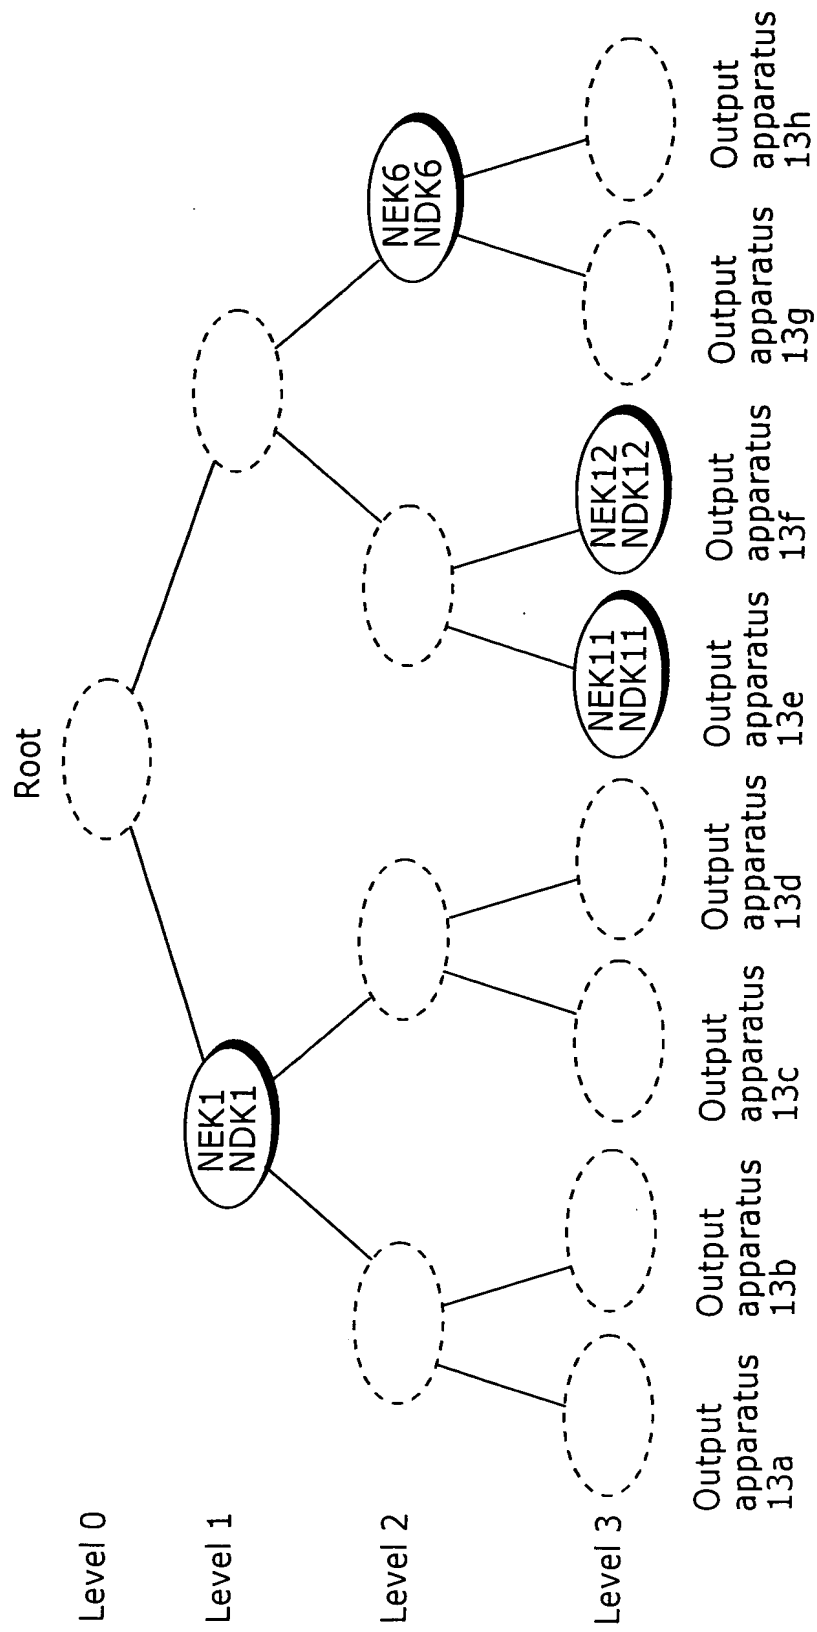 Root
Level 0
Level 1
NEK1
NDK1
Level 2
NEK6
NDK6
Level 3
NEK11
NDK11
NEK12
NDK12
Output
apparatus
13a
Output
apparatus
13b
Output
apparatus
13c
Output
apparatus
13d
Output
apparatus
13e
Output
apparatus
13f
Output
apparatus
13g
Output
apparatus
13h